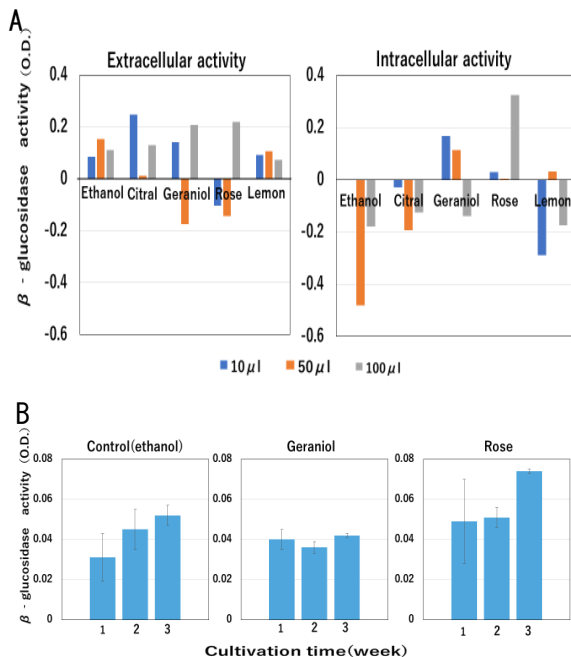 A
Extracellular activity
Intracellular activity
β - glucosidase activity (O.D.)
0.4
0.2
0
-0.2
-0.4
-0.6
Ethanol Citral Geraniol Rose Lemon
0.4
0.2
0
-0.2
-0.4
-0.6
Ethanol Citral Geraniol Rose Lemon
10μl 50μl 100μl
B
Control(ethanol)
Geraniol
Rose
β - glucosidase activity (O.D.)
0.08
0.06
0.04
0.02
0
1 2 3
0.08
0.06
0.04
0.02
0
1 2 3
0.08
0.06
0.04
0.02
0
1 2 3
Cultivation time(week)